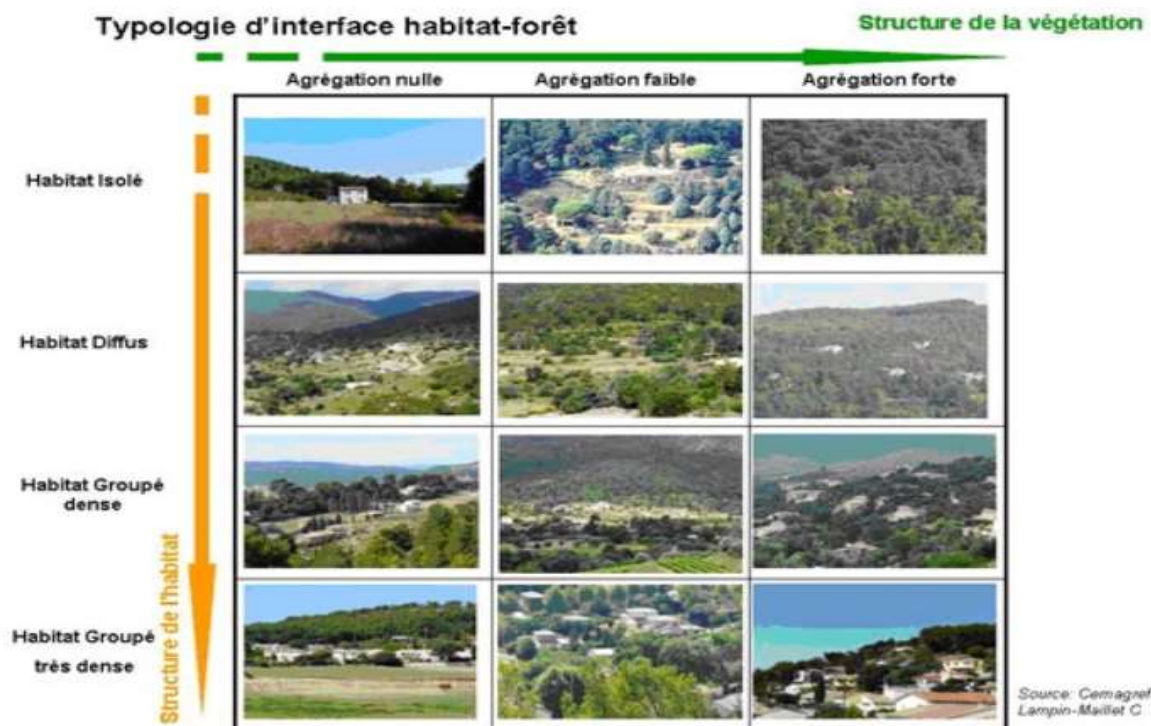 Typologie d'interface habitat-forêt
Structure de la végétation
Agrégation nulle
Agrégation faible
Agrégation forte
Habitat Isolé
Habitat Diffus
Habitat Groupé
dense
Habitat Groupé
très dense
Structure de l'habitat
Source: Cemagref
Lampin-Maillet C